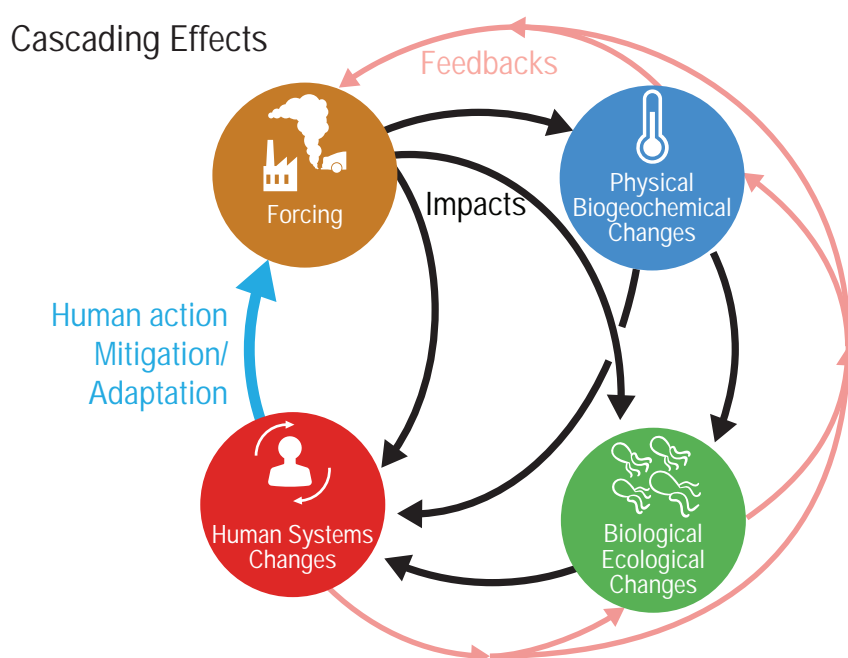 Cascading Effects
Feedbacks
Forcing
Impacts
Physical
Biogeochemical
Changes
Human action
Mitigation/
Adaptation
Human Systems
Changes
Biological
Ecological
Changes